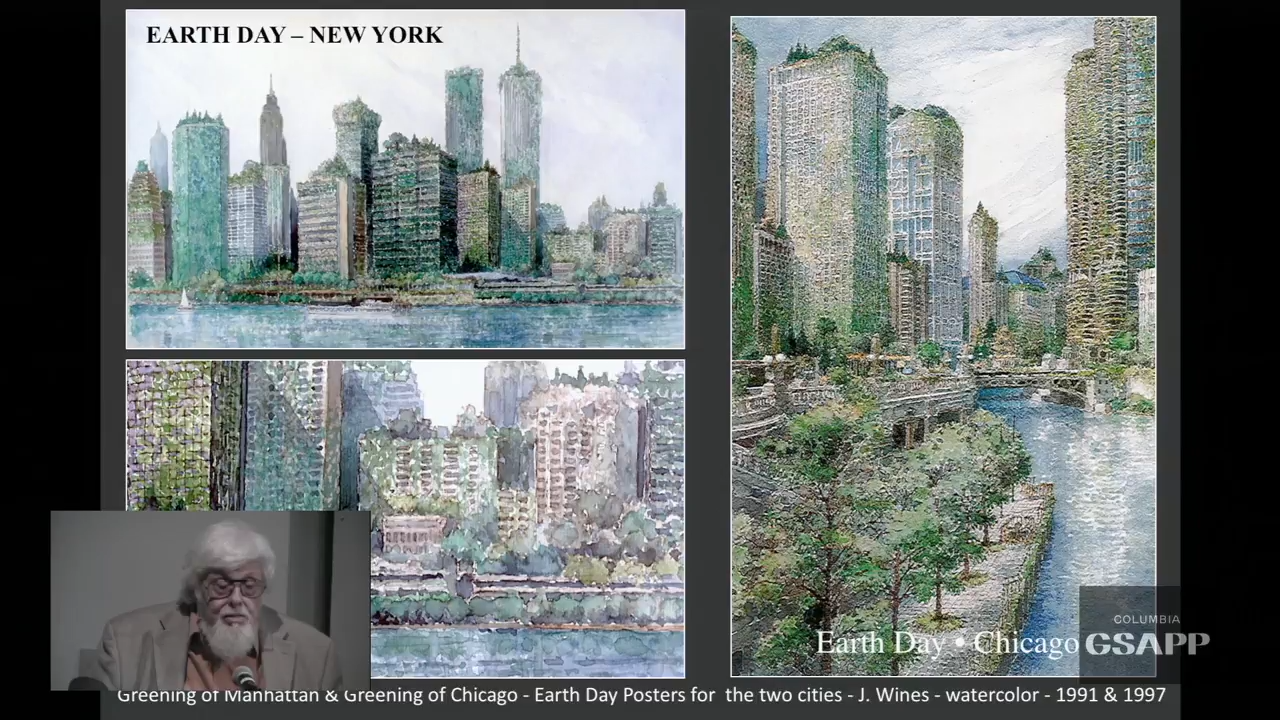 EARTH DAY – NEW YORK
Earth Day • Chicago
COLUMBIA
GSAPP
Greening of Manhattan & Greening of Chicago - Earth Day Posters for the two cities - J. Wines - watercolor - 1991 & 1997